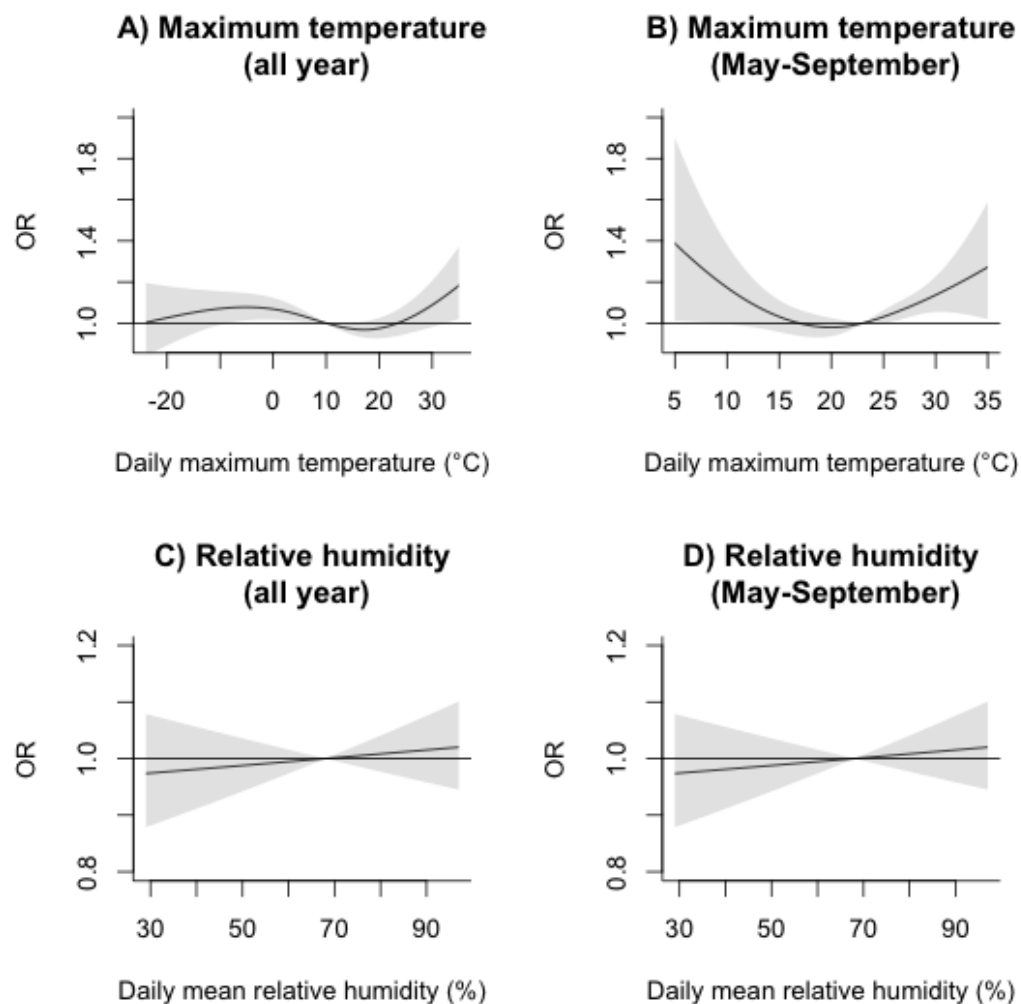 A) Maximum temperature
(all year)
OR
1.0 1.4 1.8
-20 0 10 20 30
Daily maximum temperature (°C)
B) Maximum temperature
(May-September)
OR
1.0 1.4 1.8
5 10 15 20 25 30 35
Daily maximum temperature (°C)
C) Relative humidity
(all year)
OR
0.8 1.0 1.2
30 50 70 90
Daily mean relative humidity (%)
D) Relative humidity
(May-September)
OR
0.8 1.0 1.2
30 50 70 90
Daily mean relative humidity (%)